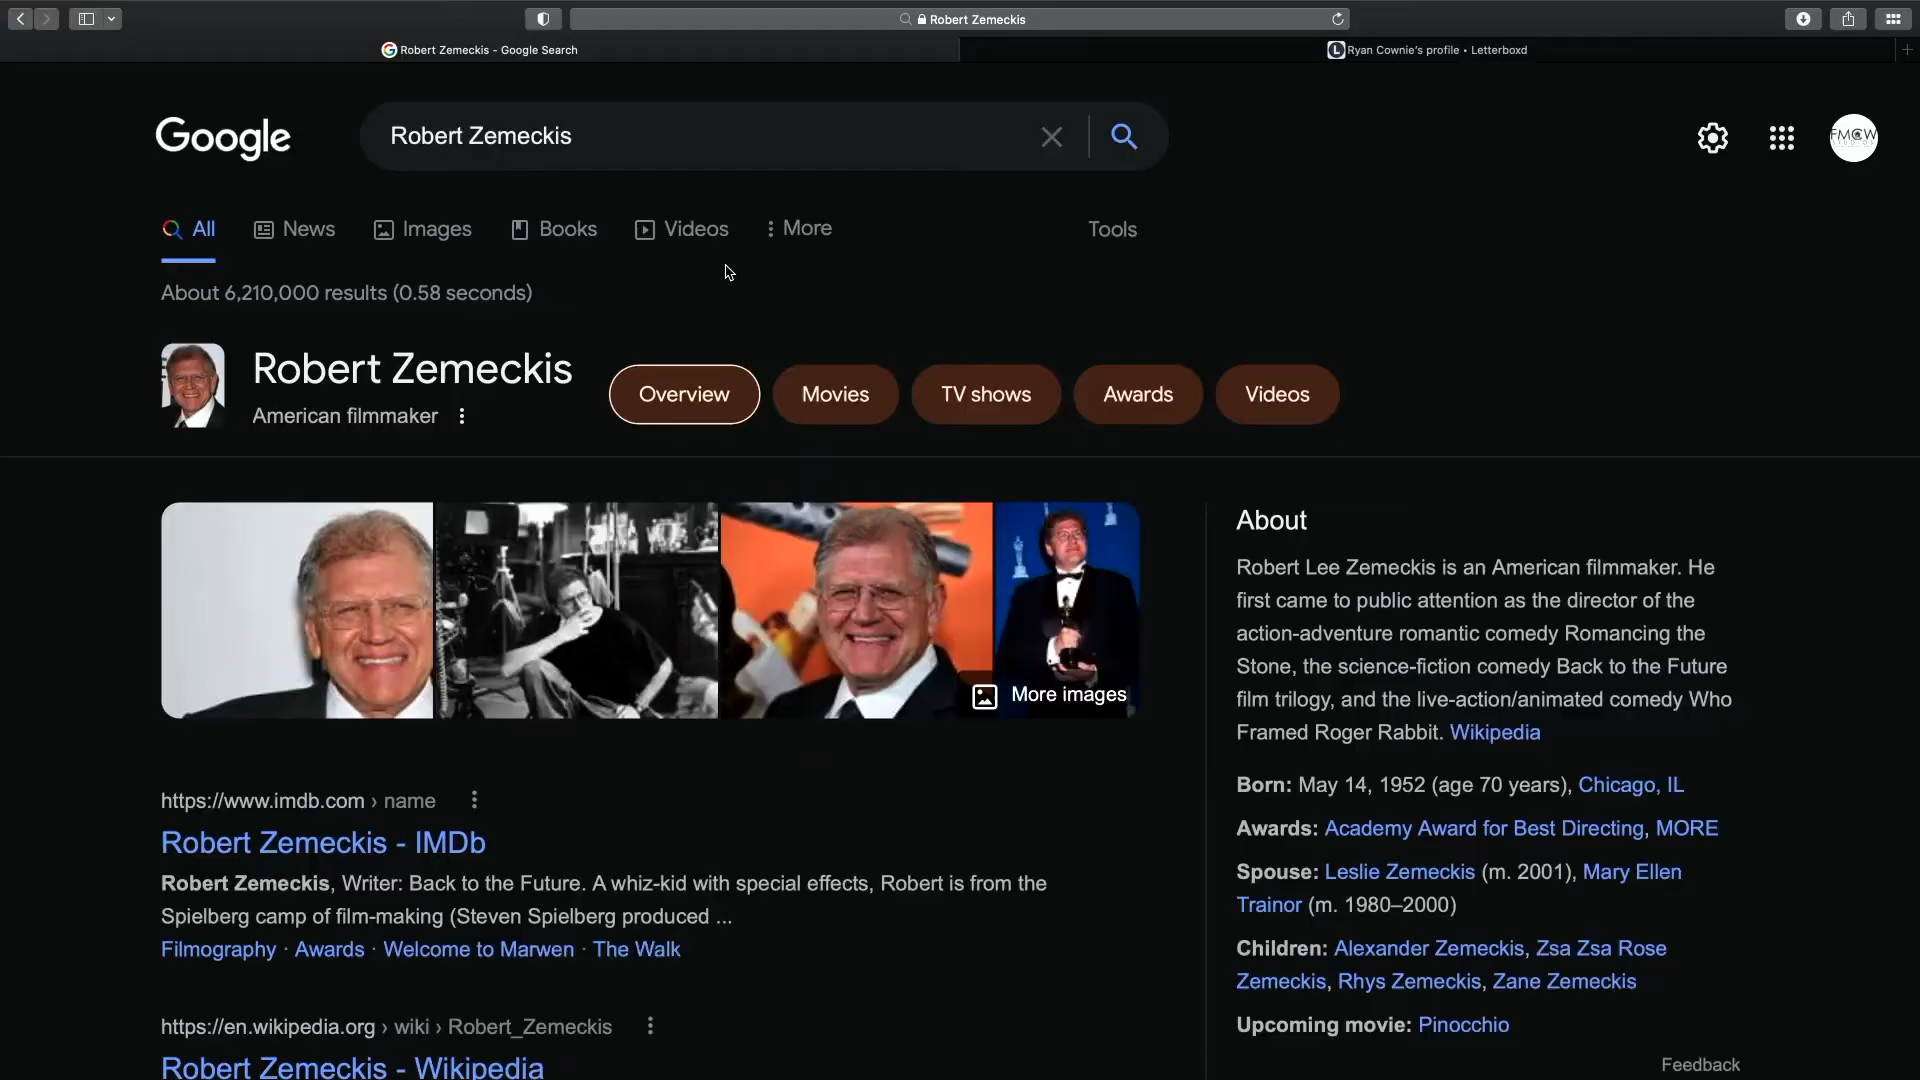 Robert Zemeckis
Robert Zemeckis - Google Search
Ryan Cownie's profile • Letterboxd
Google
Robert Zemeckis
FMCW
STUDIOS
All
News
Images
Books
Videos
More
Tools
About 6,210,000 results (0.58 seconds)
Robert Zemeckis
American filmmaker
Overview
Movies
TV shows
Awards
Videos
More images
https://www.imdb.com › name
Robert Zemeckis - IMDb
Robert Zemeckis, Writer: Back to the Future. A whiz-kid with special effects, Robert is from the
Spielberg camp of film-making (Steven Spielberg produced ...
Filmography · Awards · Welcome to Marwen · The Walk
https://en.wikipedia.org › wiki › Robert_Zemeckis
Robert Zemeckis - Wikipedia
About
Robert Lee Zemeckis is an American filmmaker. He
first came to public attention as the director of the
action-adventure romantic comedy Romancing the
Stone, the science-fiction comedy Back to the Future
film trilogy, and the live-action/animated comedy Who
Framed Roger Rabbit. Wikipedia
Born: May 14, 1952 (age 70 years), Chicago, IL
Awards: Academy Award for Best Directing, MORE
Spouse: Leslie Zemeckis (m. 2001), Mary Ellen
Trainor (m. 1980–2000)
Children: Alexander Zemeckis, Zsa Zsa Rose
Zemeckis, Rhys Zemeckis, Zane Zemeckis
Upcoming movie: Pinocchio
Feedback